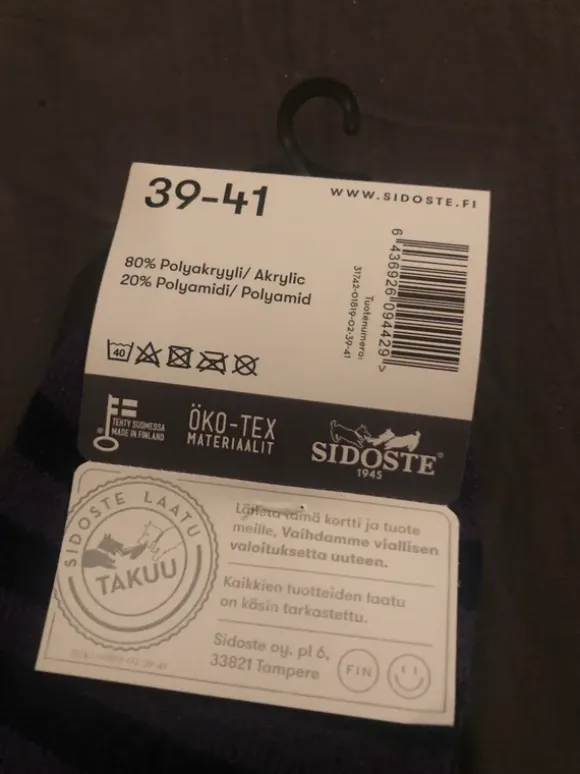 39-41
WWW.SIDOSTE.FI
80% Polyakryyli/ Akrylic
20% Polyamidi/ Polyamid
Tuotenumero:
31742-01819-02-39-41
6 436926 094429 >
40
TEHTY SUOMESSA
MADE IN FINLAND
ÖKO-TEX
MATERIAALIT
SIDOSTE®
1945
SIDOSTE LAATU
TAKUU
Lähetä tämä kortti ja tuote
meille, Vaihdamme viallisen
valoituksetta uuteen.
Kaikkien tuotteiden laatu
on käsin tarkastettu.
Sidoste oy, pl 6,
33821 Tampere
FIN